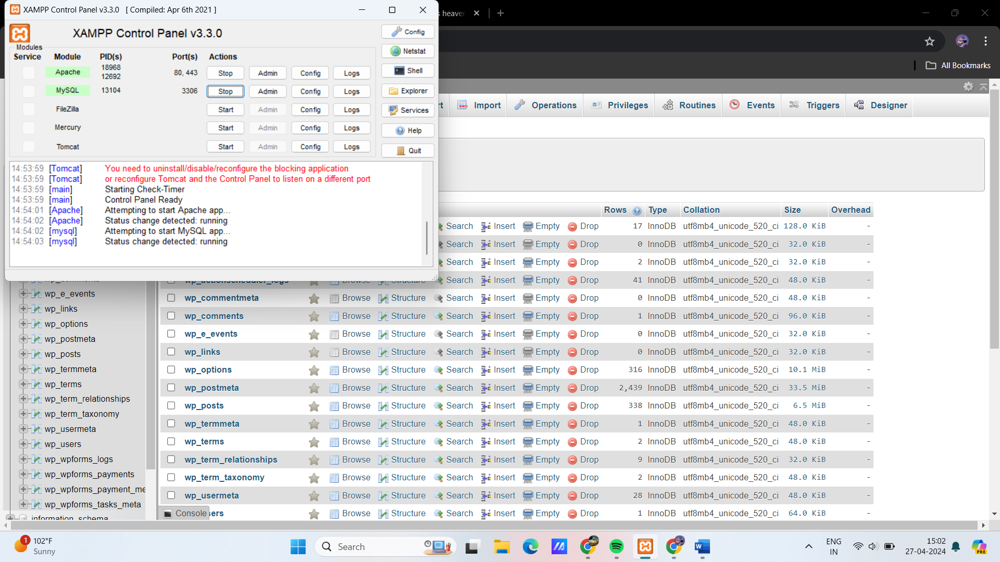 XAMPP Control Panel v3.3.0 [ Compiled: Apr 6th 2021 ]
XAMPP Control Panel v3.3.0
Config
Modules
Service Module PID(s) Port(s) Actions
Netstat
Apache 18968 12692 80, 443 Stop Admin Config Logs
Shell
MySQL 13104 3306 Stop Admin Config Logs
Explorer
FileZilla Start Admin Config Logs
Services
Mercury Start Admin Config Logs
Help
Tomcat Start Admin Config Logs
Quit
14:53:59 [Tomcat] You need to uninstall/disable/reconfigure the blocking application
14:53:59 [Tomcat] or reconfigure Tomcat and the Control Panel to listen on a different port
14:53:59 [main] Starting Check-Timer
14:53:59 [main] Control Panel Ready
14:54:01 [Apache] Attempting to start Apache app...
14:54:02 [Apache] Status change detected: running
14:54:02 [mysql] Attempting to start MySQL app...
14:54:03 [mysql] Status change detected: running
s heaven
All Bookmarks
rt Import Operations Privileges Routines Events Triggers Designer
Rows Type Collation Size Overhead
Search Insert Empty Drop 17 InnoDB utf8mb4_unicode_520_ci 128.0 KiB -
Search Insert Empty Drop 0 InnoDB utf8mb4_unicode_520_ci 32.0 KiB -
Search Insert Empty Drop 2 InnoDB utf8mb4_unicode_520_ci 32.0 KiB -
wp_actionscheduler_logs Browse Structure Search Insert Empty Drop 41 InnoDB utf8mb4_unicode_520_ci 48.0 KiB -
wp_commentmeta Browse Structure Search Insert Empty Drop 0 InnoDB utf8mb4_unicode_520_ci 48.0 KiB -
wp_comments Browse Structure Search Insert Empty Drop 1 InnoDB utf8mb4_unicode_520_ci 96.0 KiB -
wp_e_events Browse Structure Search Insert Empty Drop 0 InnoDB utf8mb4_unicode_520_ci 32.0 KiB -
wp_links Browse Structure Search Insert Empty Drop 0 InnoDB utf8mb4_unicode_520_ci 32.0 KiB -
wp_options Browse Structure Search Insert Empty Drop 316 InnoDB utf8mb4_unicode_520_ci 10.1 MiB -
wp_postmeta Browse Structure Search Insert Empty Drop 2,439 InnoDB utf8mb4_unicode_520_ci 33.5 MiB -
wp_posts Browse Structure Search Insert Empty Drop 338 InnoDB utf8mb4_unicode_520_ci 6.5 MiB -
wp_termmeta Browse Structure Search Insert Empty Drop 1 InnoDB utf8mb4_unicode_520_ci 48.0 KiB -
wp_terms Browse Structure Search Insert Empty Drop 2 InnoDB utf8mb4_unicode_520_ci 48.0 KiB -
wp_term_relationships Browse Structure Search Insert Empty Drop 9 InnoDB utf8mb4_unicode_520_ci 32.0 KiB -
wp_term_taxonomy Browse Structure Search Insert Empty Drop 2 InnoDB utf8mb4_unicode_520_ci 48.0 KiB -
wp_usermeta Browse Structure Search Insert Empty Drop 28 InnoDB utf8mb4_unicode_520_ci 48.0 KiB -
Console sers Browse Structure Search Insert Empty Drop 1 InnoDB utf8mb4_unicode_520_ci 64.0 KiB -
wp_comments
wp_e_events
wp_links
wp_options
wp_postmeta
wp_posts
wp_termmeta
wp_terms
wp_term_relationships
wp_term_taxonomy
wp_usermeta
wp_users
wp_wpforms_logs
wp_wpforms_payments
wp_wpforms_payment_me
wp_wpforms_tasks_meta
information_schema
1 102°F
Sunny
Search
W
PRE
ENG
IN
15:02
27-04-2024